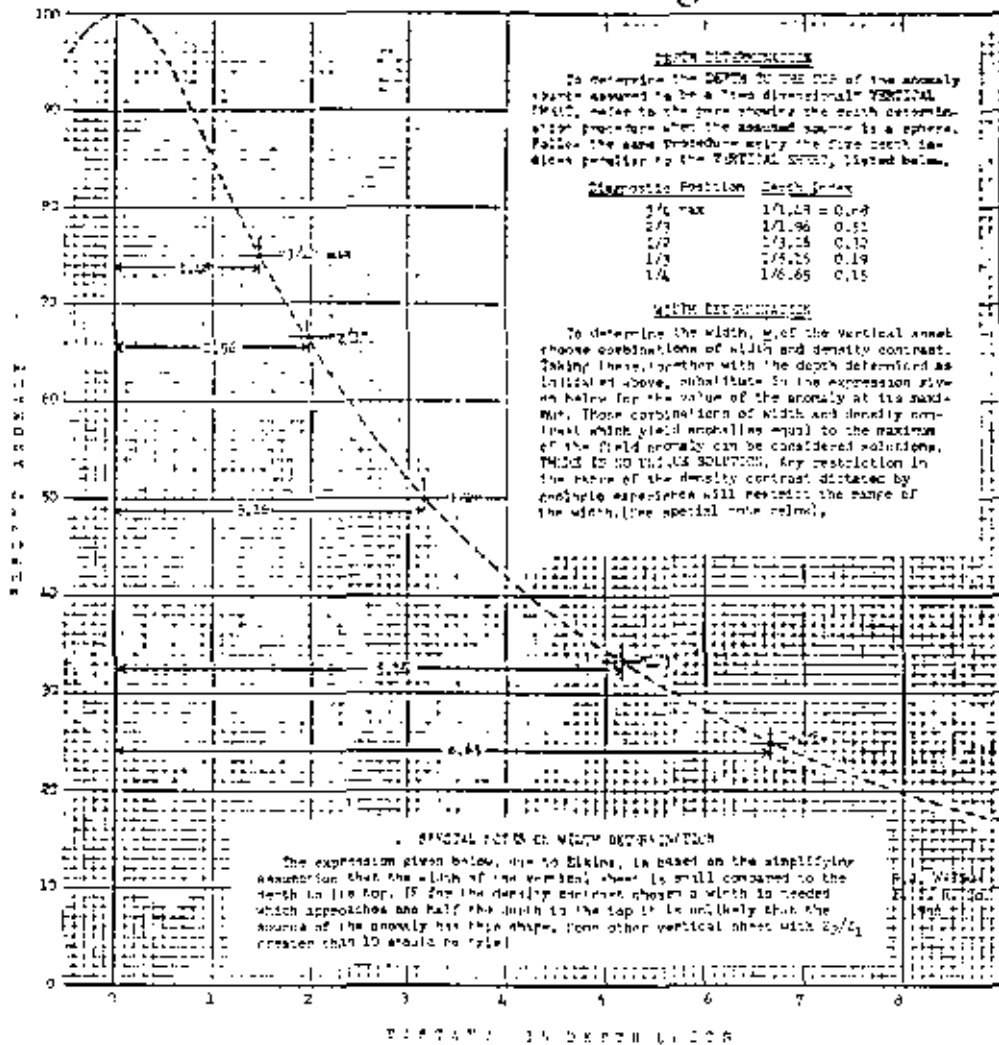 100
90
80
70
60
50
40
30
20
10
0
DEPTH DETERMINATION
To determine the DEPTH TO THE TOP of the anomaly
source assumed to be a "two dimensional" VERTICAL
SHEET, refer to the page showing the depth determin-
ation procedure when the assumed source is a sphere.
Follow the same procedure using the five depth in-
dices peculiar to the VERTICAL SHEET, listed below.
Diagnostic Position Depth Index
3/4 max 1/1.48 = 0.68
2/3 1/1.96 0.51
1/2 1/3.16 0.32
1/3 1/5.25 0.19
1/4 1/6.65 0.15
WIDTH DETERMINATION
To determine the width, w, of the vertical sheet
choose combinations of width and density contrast.
Taking these, together with the depth determined as
indicated above, substitute in the expression giv-
en below for the value of the anomaly at its maxi-
mum. Those combinations of width and density con-
trast which yield anomalies equal to the maximum
of the field anomaly can be considered solutions.
THERE IS NO UNIQUE SOLUTION. Any restriction in
the range of the density contrast dictated by
geologic experience will restrict the range of
the width. (See special note below).
3/4 max
1.48
2/3
1.96
1/2
3.16
5.25
6.65
SPECIAL NOTES ON WIDTH DETERMINATION
The expression given below, due to Elkins, is based on the simplifying
assumption that the width of the vertical sheet is small compared to the
depth to its top. If for the density contrast chosen a width is needed
which approaches one half the depth to the top it is unlikely that the
source of the anomaly has this shape. Some other vertical sheet with Z2/Z1
greater than 10 should be tried
0 1 2 3 4 5 6 7 8
DISTANCE IN DEPTH UNITS